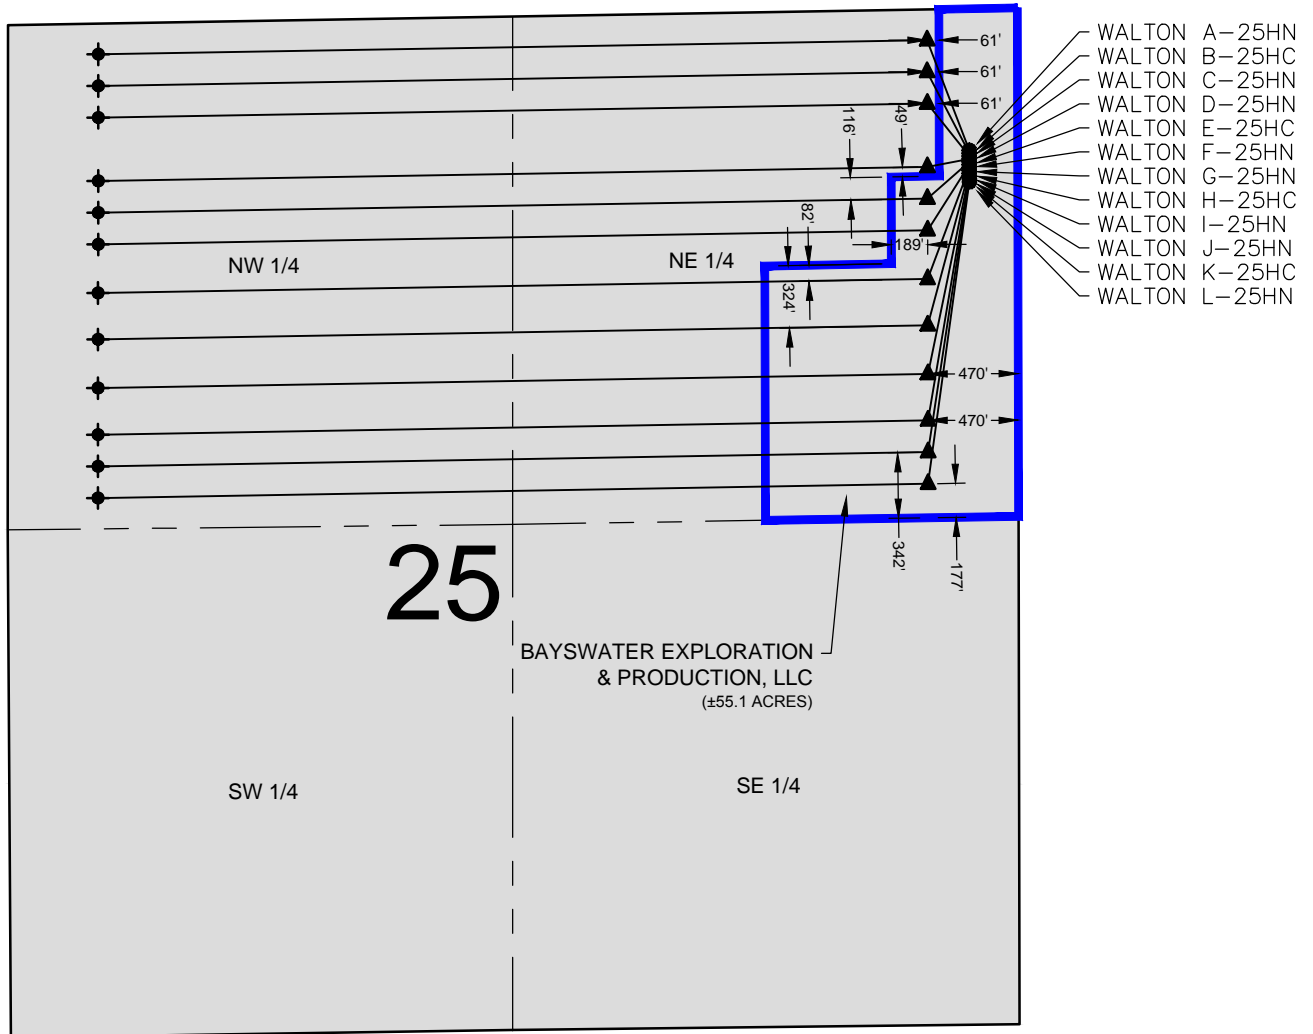 WALTON A-25HN
WALTON B-25HC
WALTON C-25HN
WALTON D-25HN
WALTON E-25HC
WALTON F-25HN
WALTON G-25HN
WALTON H-25HC
WALTON I-25HN
WALTON J-25HN
WALTON K-25HC
WALTON L-25HN
61'
61'
61'
116'
49'
82'
189'
324'
NW 1/4
NE 1/4
470'
470'
342'
177'
25
BAYSWATER EXPLORATION
& PRODUCTION, LLC
(±55.1 ACRES)
SW 1/4
SE 1/4